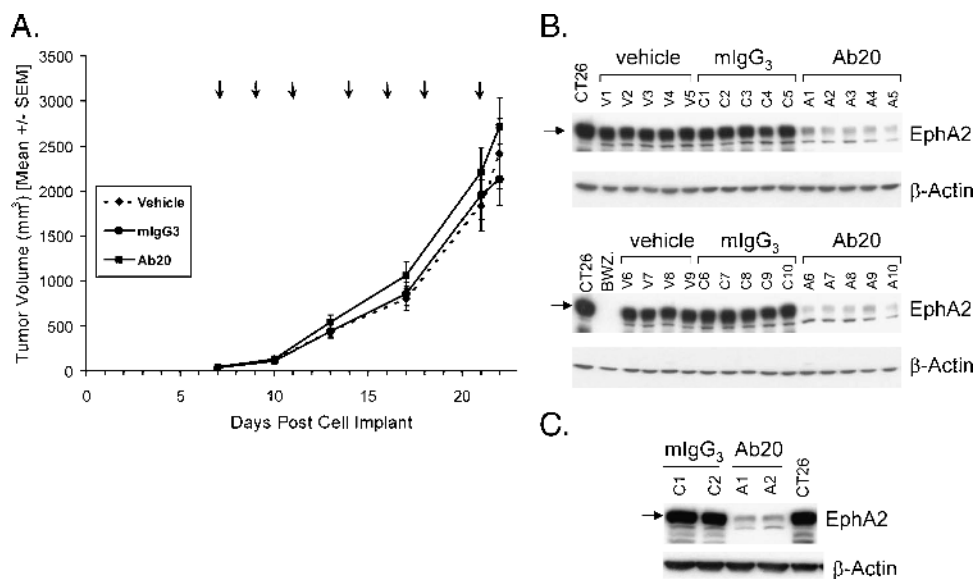 A.
3500
3000
2500
2000
1500
1000
500
0
Tumor Volume (mm³) [Mean +/- SEM]
Vehicle
mIgG3
Ab20
0 5 10 15 20
Days Post Cell Implant
B.
vehicle mIgG₃ Ab20
CT26 V1 V2 V3 V4 V5 C1 C2 C3 C4 C5 A1 A2 A3 A4 A5
EphA2
β-Actin
vehicle mIgG₃ Ab20
CT26 BWZ. V6 V7 V8 V9 C6 C7 C8 C9 C10 A6 A7 A8 A9 A10
EphA2
β-Actin
C.
mIgG₃ Ab20
C1 C2 A1 A2 CT26
EphA2
β-Actin